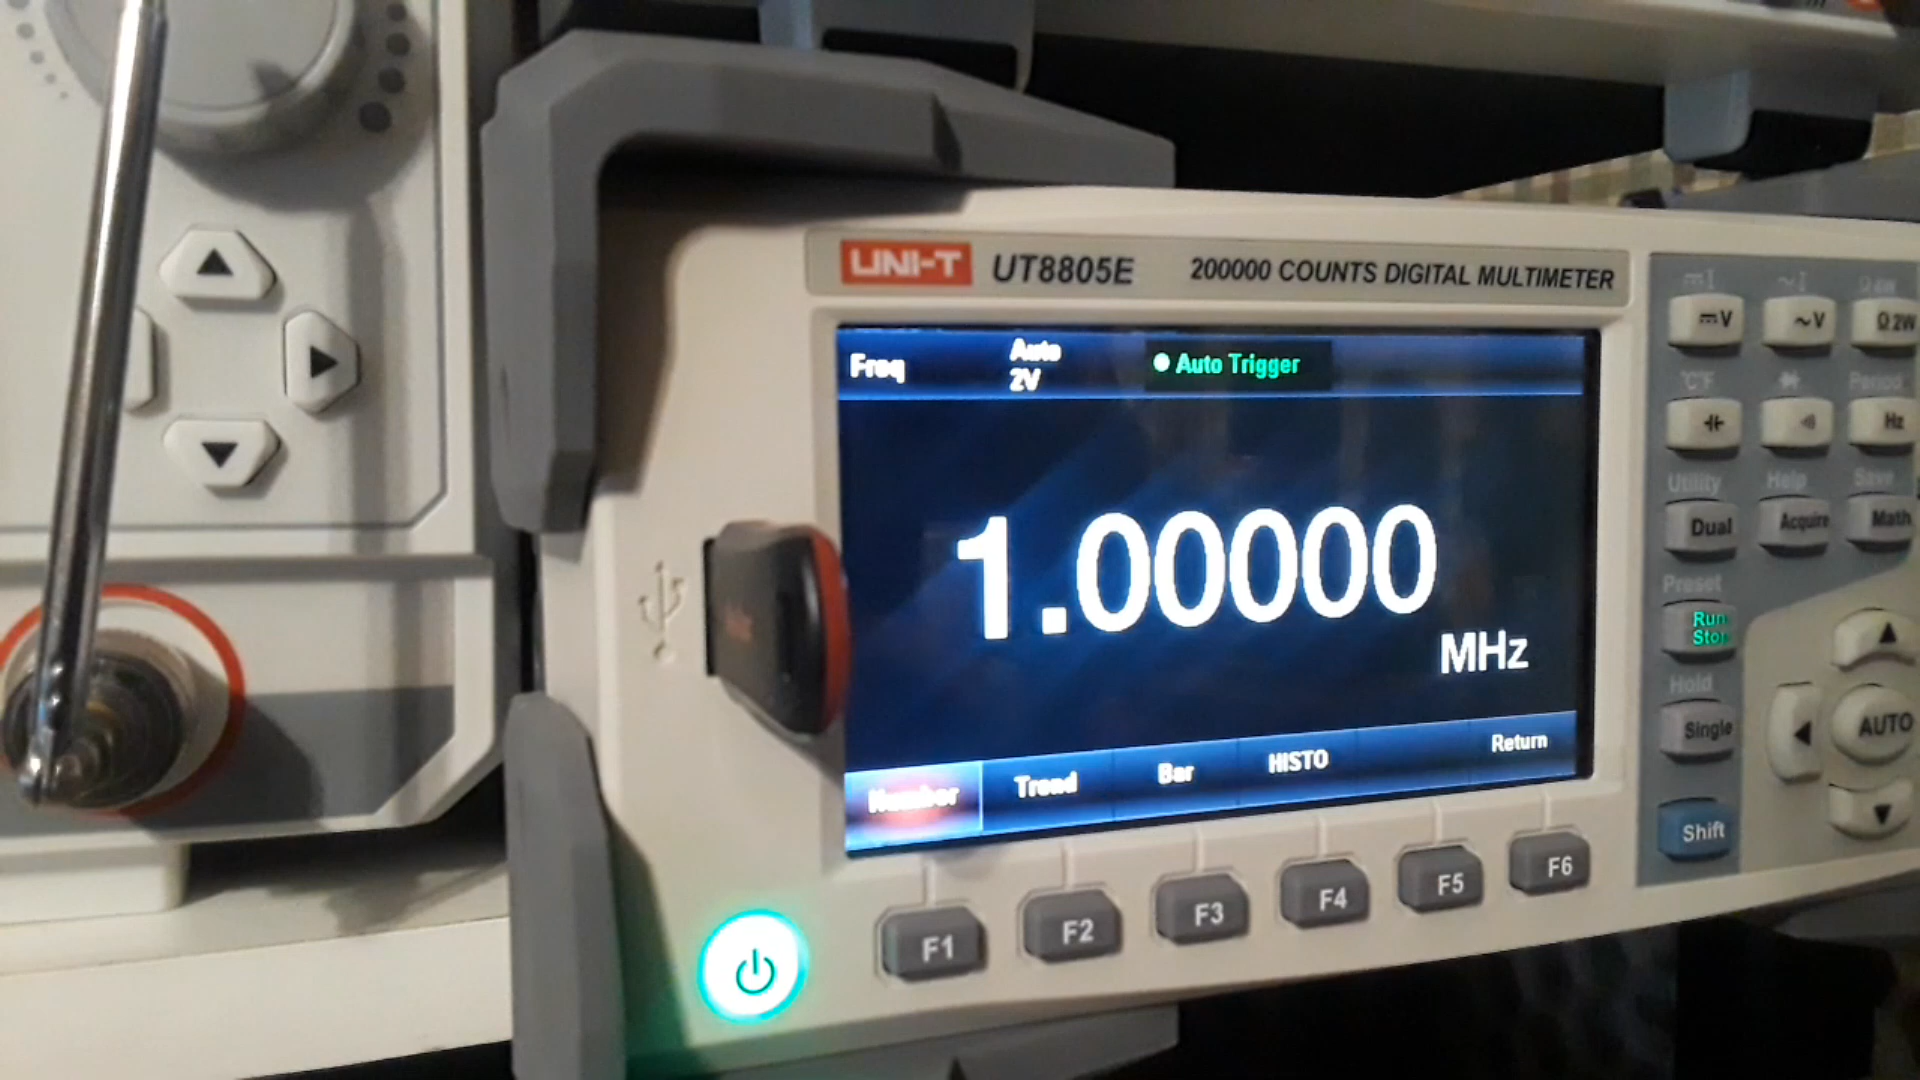 UNI-T UT8805E 200000 COUNTS DIGITAL MULTIMETER
Freq Auto 2V Auto Trigger
1.00000
MHz
Number Trend Bar HISTO Return
F1 F2 F3 F4 F5 F6
V ~V Ω2W
°C°F Period
Hz
Utility Help Save
Dual Acquire Math
Preset
Run
Stop
Hold
Single
AUTO
Shift